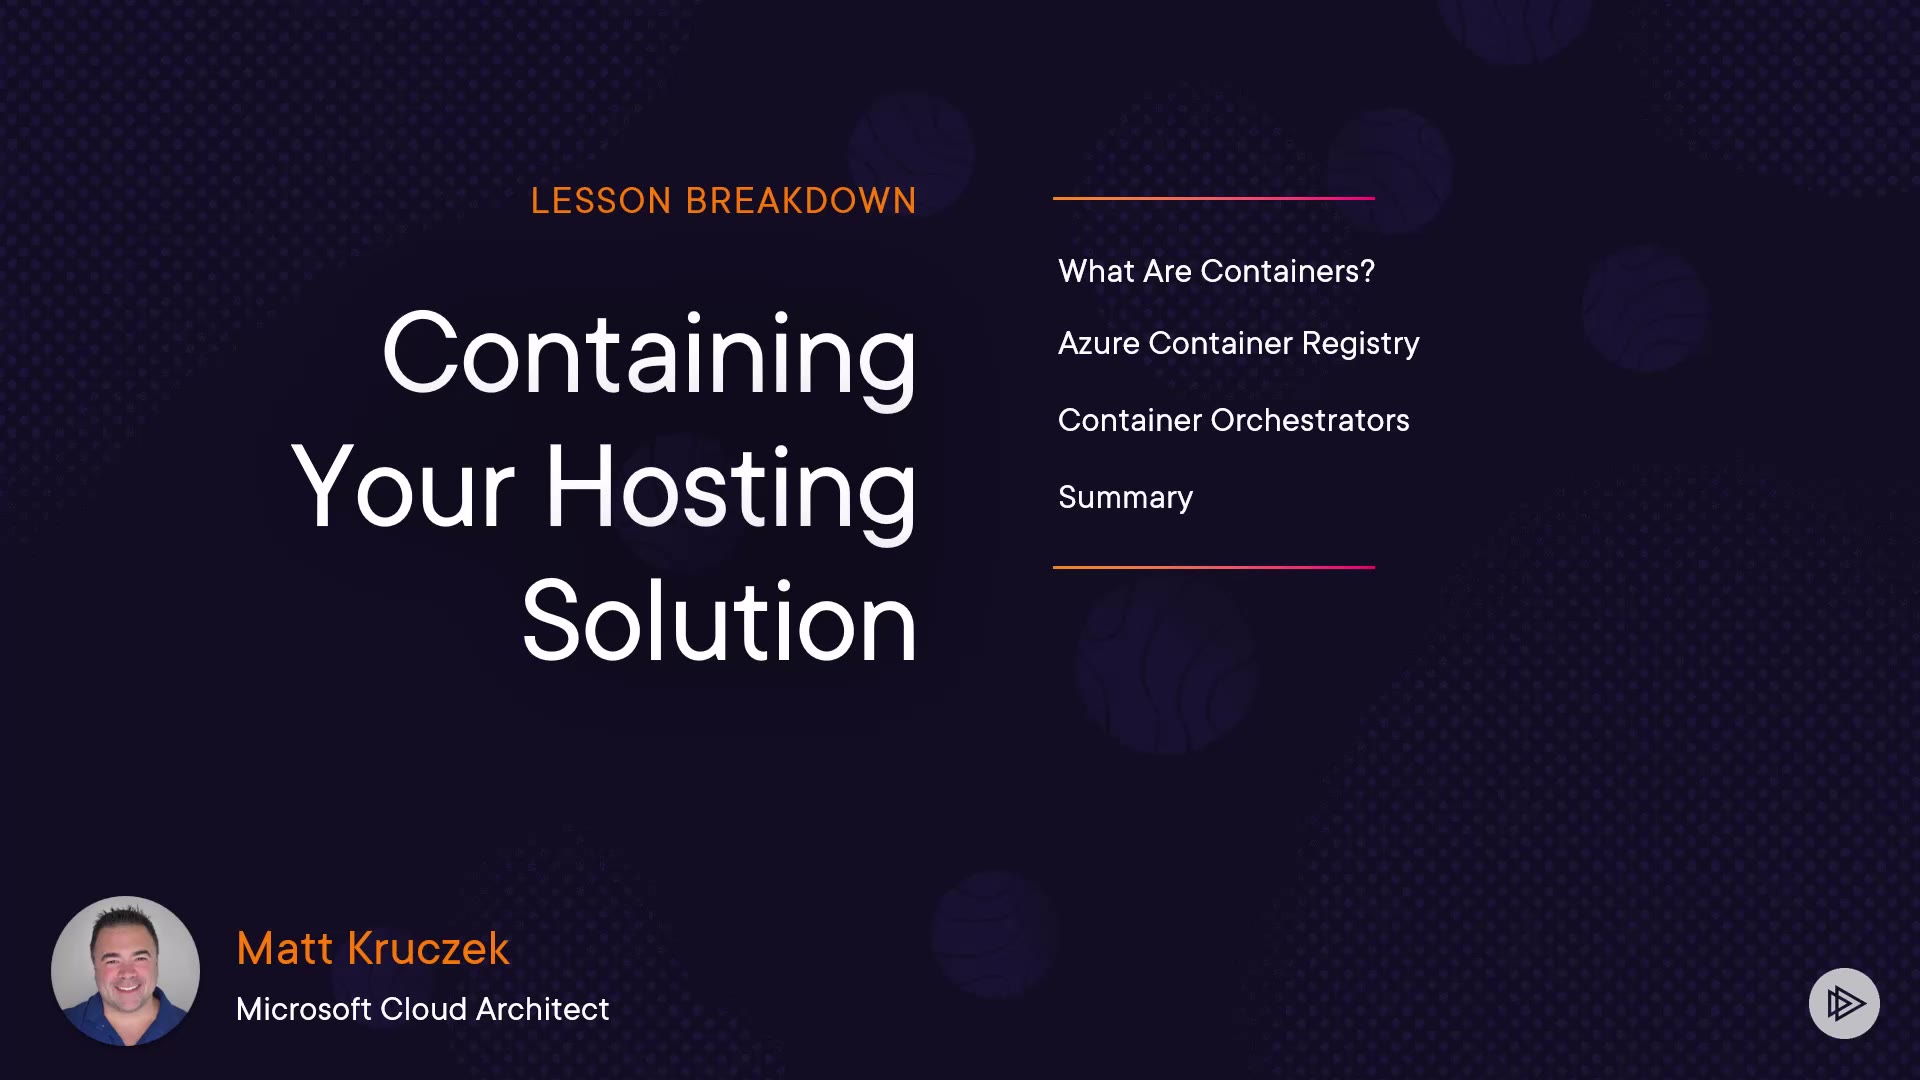 LESSON BREAKDOWN
Containing
Your Hosting
Solution
What Are Containers?
Azure Container Registry
Container Orchestrators
Summary
Matt Kruczek
Microsoft Cloud Architect